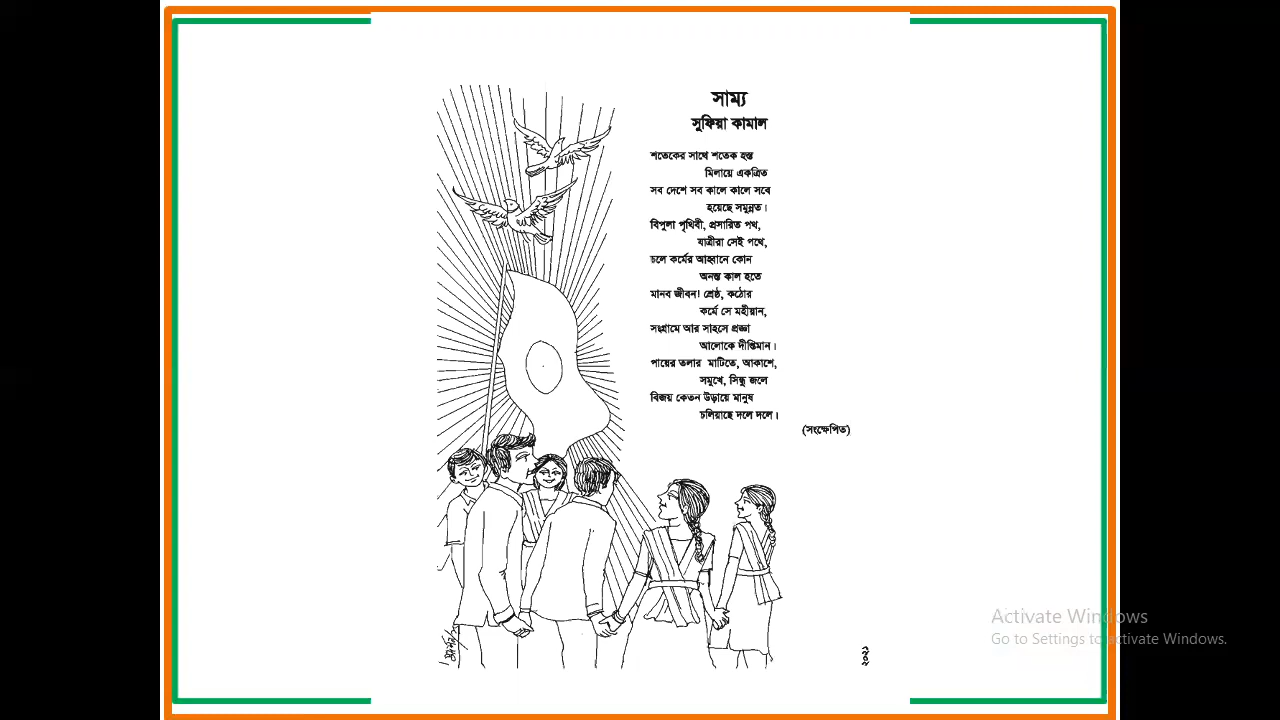 সাম্য
সুফিয়া কামাল
শতেকের সাথে শতেক হস্ত
মিলায়ে একত্রিত
সব দেশে সব কালে কালে সবে
হয়েছে সমুন্নত।
বিপুলা পৃথিবী, প্রসারিত পথ,
যাত্রীরা সেই পথে,
চলে কর্মের আহ্বানে কোন
অনন্ত কাল হতে
মানব জীবন! শ্রেষ্ঠ, কঠোর
কর্মে সে মহীয়ান,
সংগ্রামে আর সাহসে প্রজ্ঞা
আলোকে দীপ্তিমান।
পায়ের তলার মাটিতে, আকাশে,
সমুখে, সিন্ধু জলে
বিজয় কেতন উড়ায়ে মানুষ
চলিয়াছে দলে দলে।
(সংক্ষেপিত)
Activate Windows
Go to Settings to activate Windows.